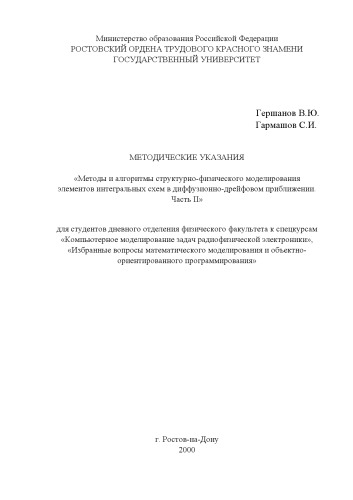 Министерство образования Российской Федерации
РОСТОВСКИЙ ОРДЕНА ТРУДОВОГО КРАСНОГО ЗНАМЕНИ
ГОСУДАРСТВЕННЫЙ УНИВЕРСИТЕТ
Гершанов В.Ю.
Гармашов С.И.
МЕТОДИЧЕСКИЕ УКАЗАНИЯ
«Методы и алгоритмы структурно-физического моделирования
элементов интегральных схем в диффузионно-дрейфовом приближении.
Часть II»
для студентов дневного отделения физического факультета к спецкурсам
«Компьютерное моделирование задач радиофизической электроники»,
«Избранные вопросы математического моделирования и объектно-
ориентированного программирования»
г. Ростов-на-Дону
2000